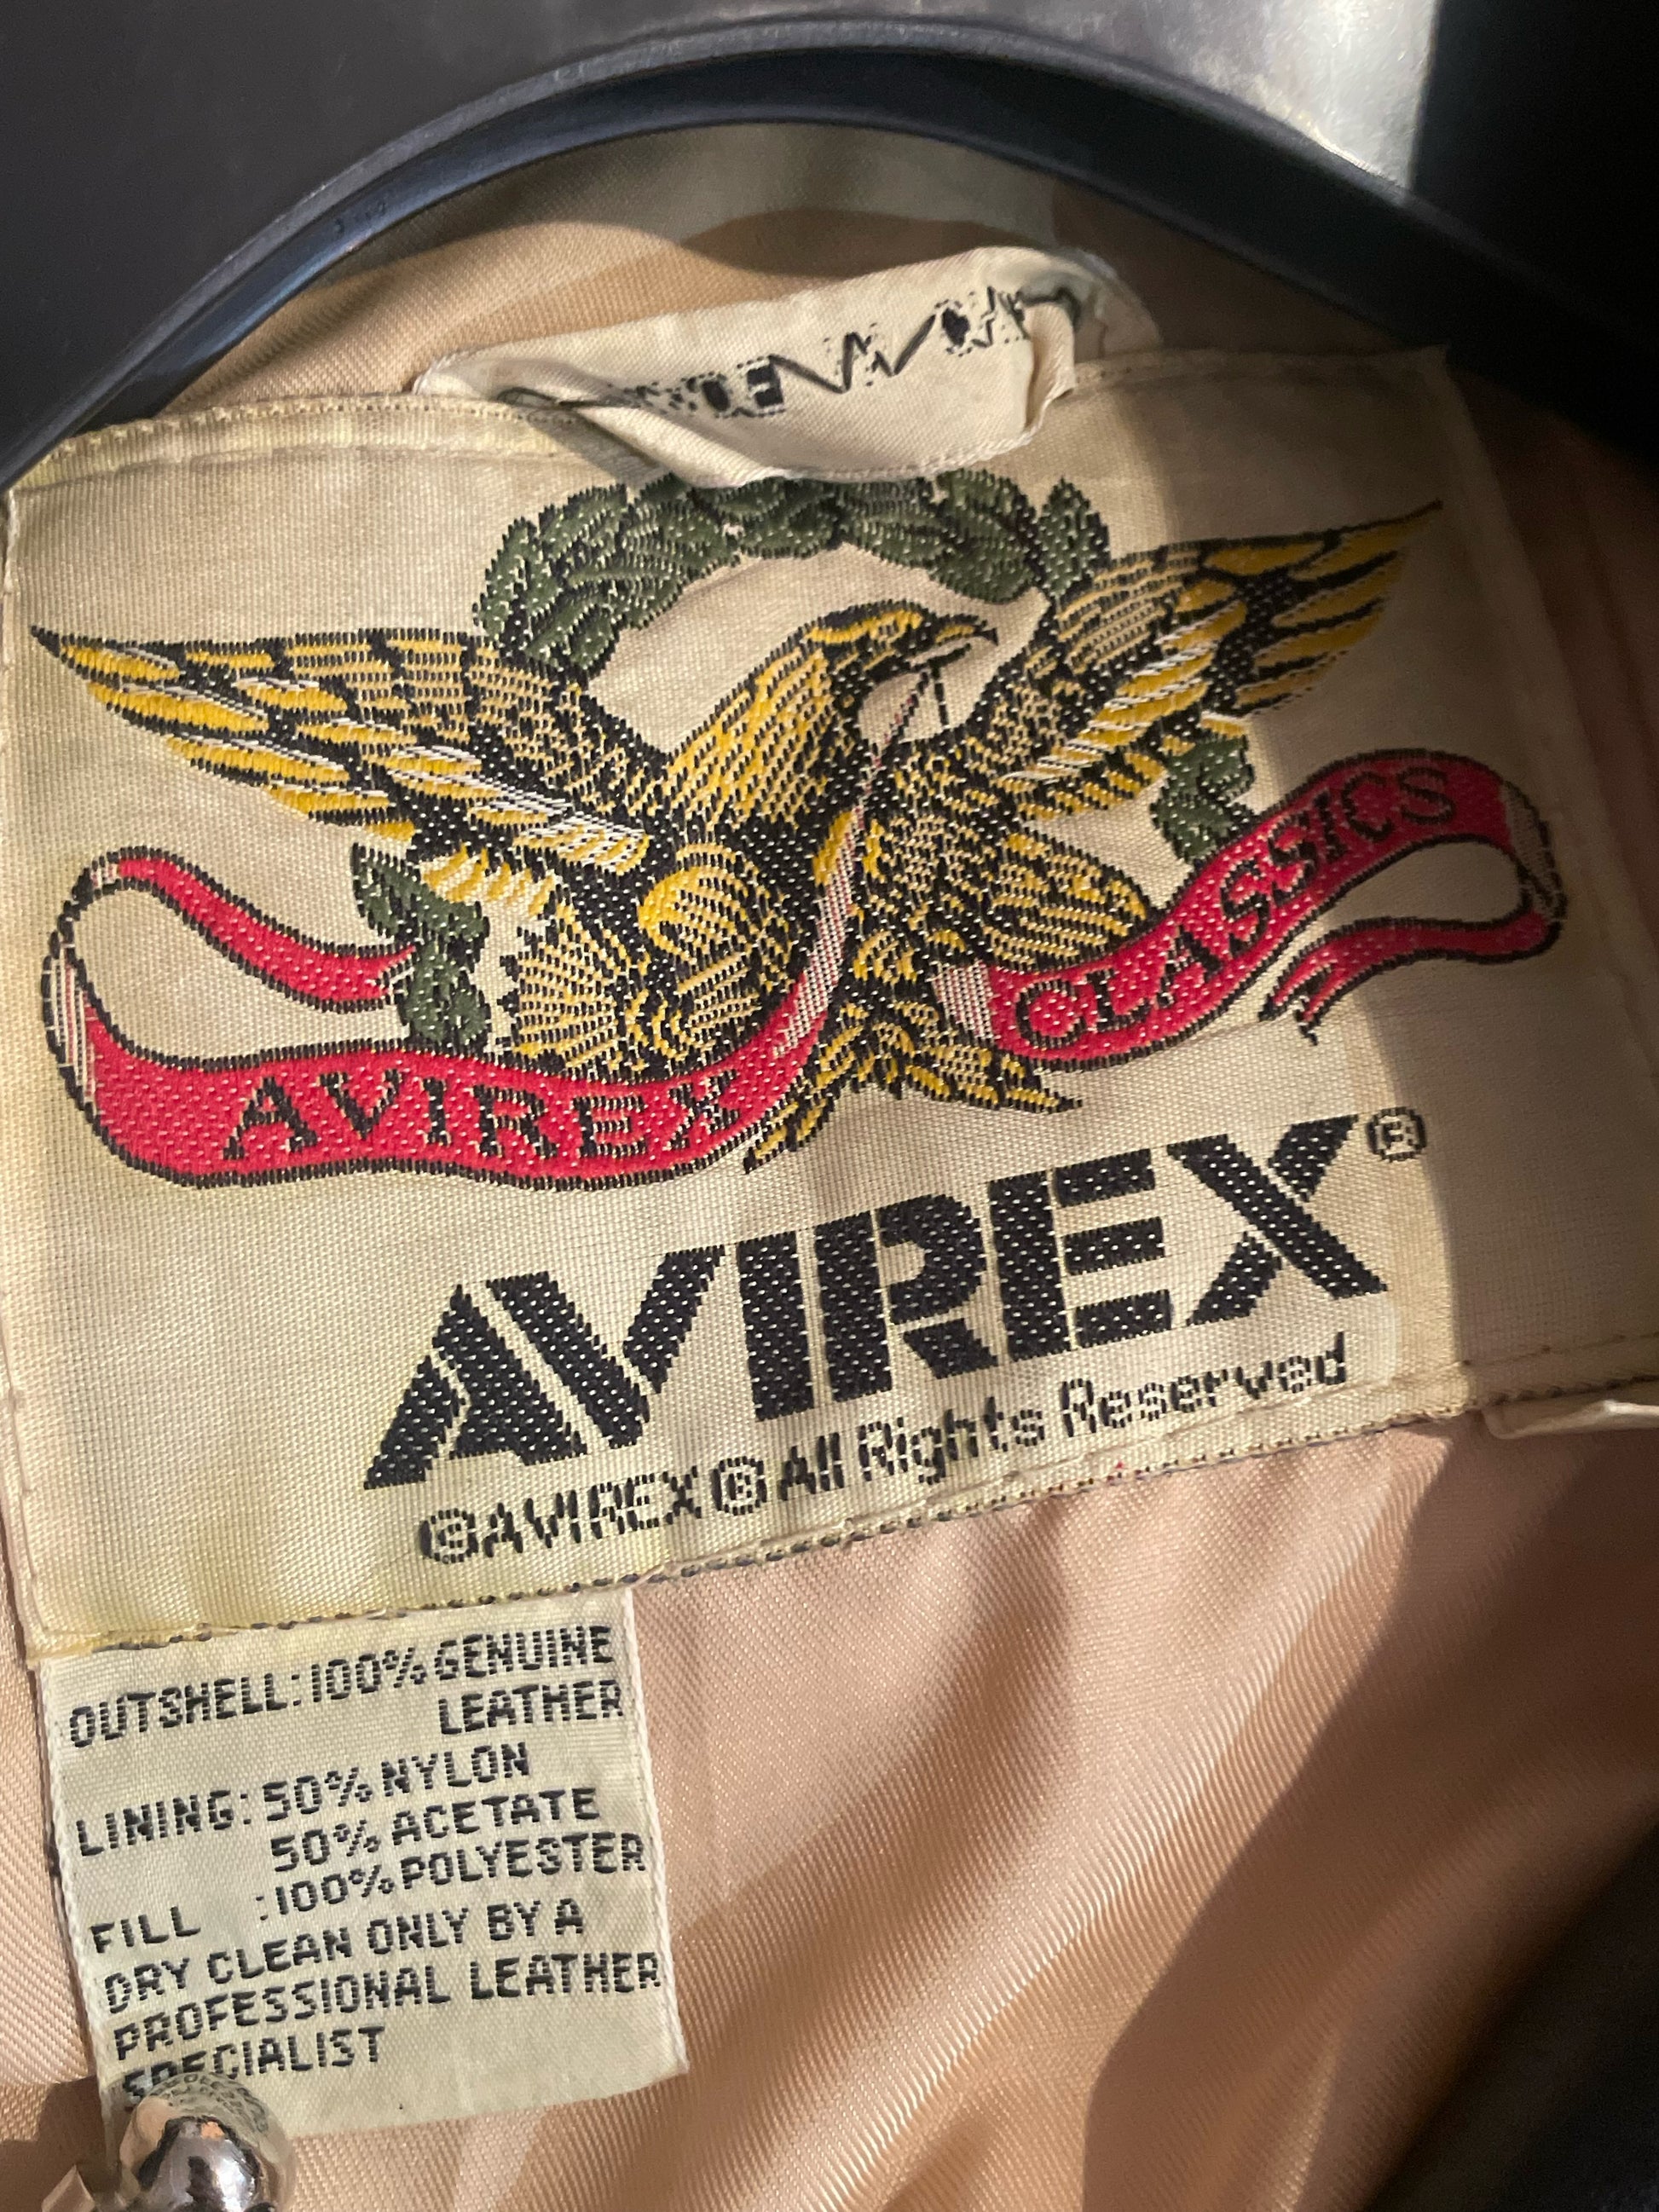 AVIREX CLASSICS
AVIREX®
©AVIREX® All Rights Reserved
OUTSHELL:100% GENUINE
LEATHER
LINING:50% NYLON
50% ACETATE
FILL :100% POLYESTER
DRY CLEAN ONLY BY A
PROFESSIONAL LEATHER
SPECIALIST